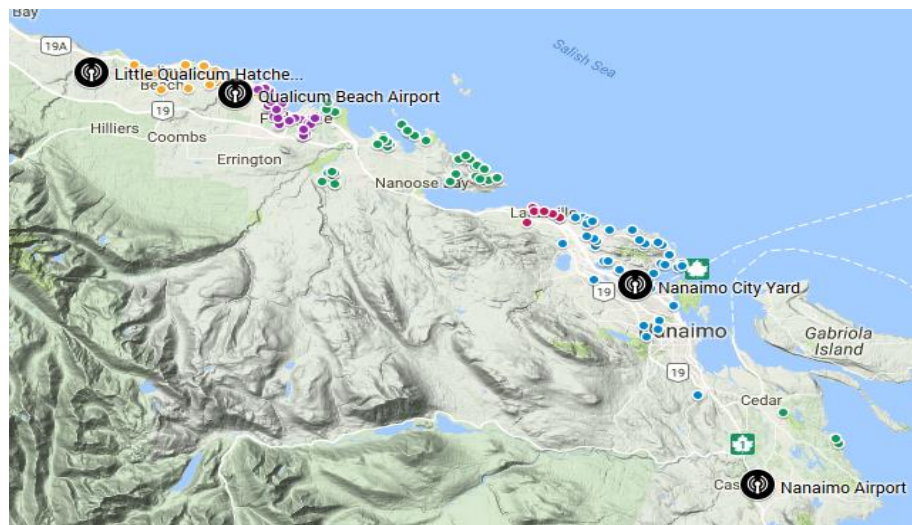 Bay
19A
Salish Sea
Little Qualicum Hatche...
Beach
Qualicum Beach Airport
19
Hilliers
Coombs
Errington
Nanoose Bay
19
Nanaimo City Yard
Gabriola
Island
19
Cedar
1
Nanaimo Airport